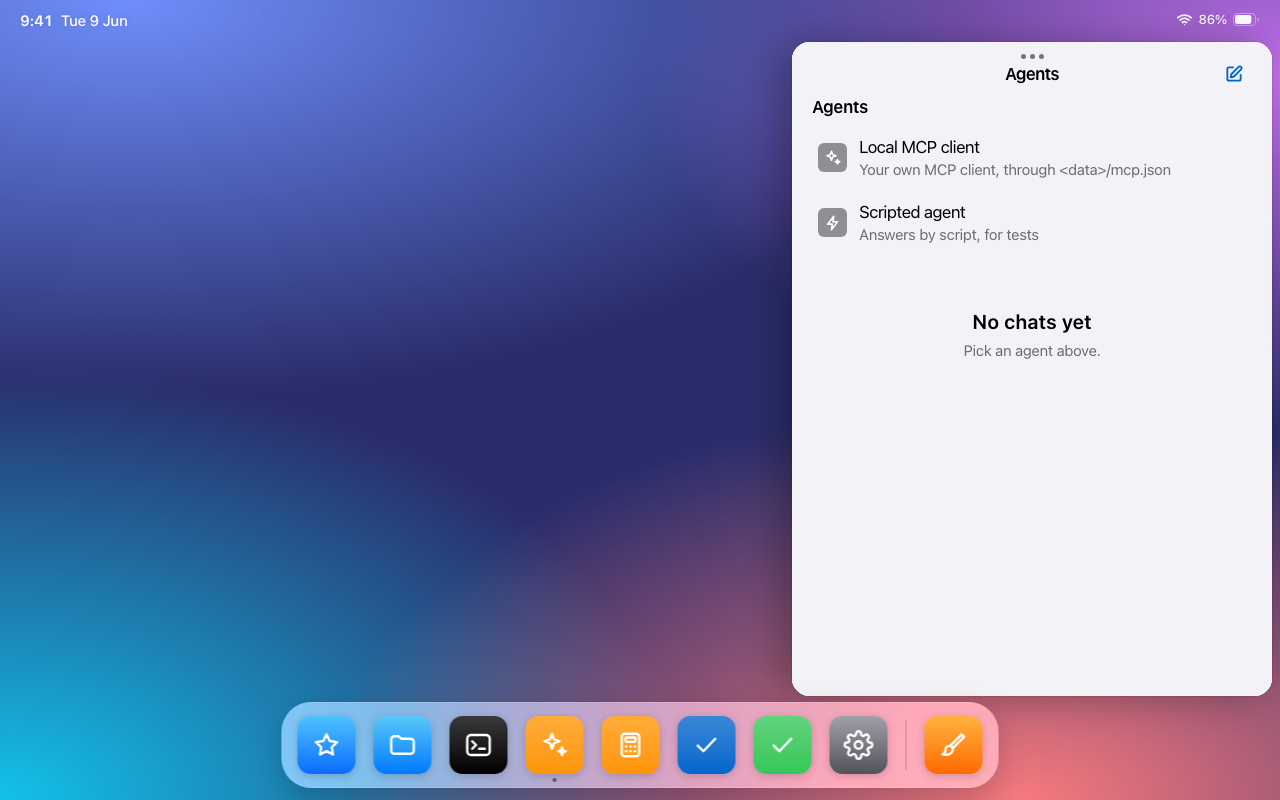 9:41 Tue 9 Jun
86%
Agents
Agents
Local MCP client
Your own MCP client, through <data>/mcp.json
Scripted agent
Answers by script, for tests
No chats yet
Pick an agent above.